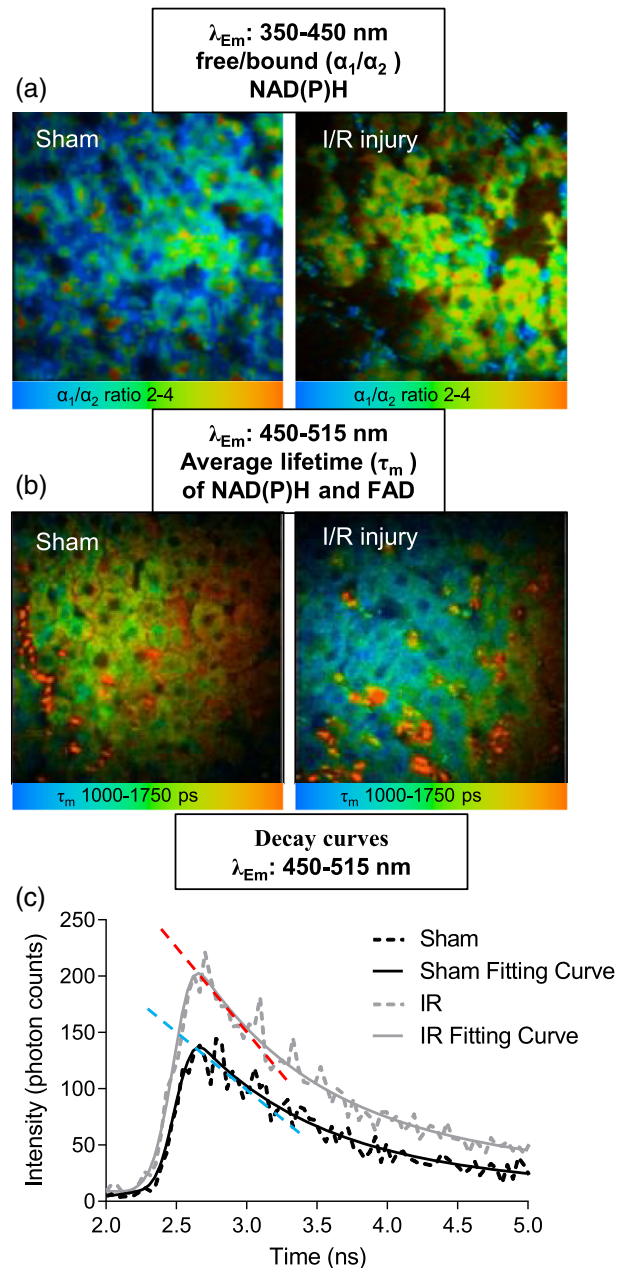 λEm: 350-450 nm
free/bound (α1/α2)
NAD(P)H
(a)
Sham
I/R injury
α1/α2 ratio 2-4
α1/α2 ratio 2-4
λEm: 450-515 nm
Average lifetime (τm)
of NAD(P)H and FAD
(b)
Sham
I/R injury
τm 1000-1750 ps
τm 1000-1750 ps
Decay curves
λEm: 450-515 nm
(c)
250
200
150
100
50
0
Intensity (photon counts)
Sham
Sham Fitting Curve
IR
IR Fitting Curve
2.0 2.5 3.0 3.5 4.0 4.5 5.0
Time (ns)